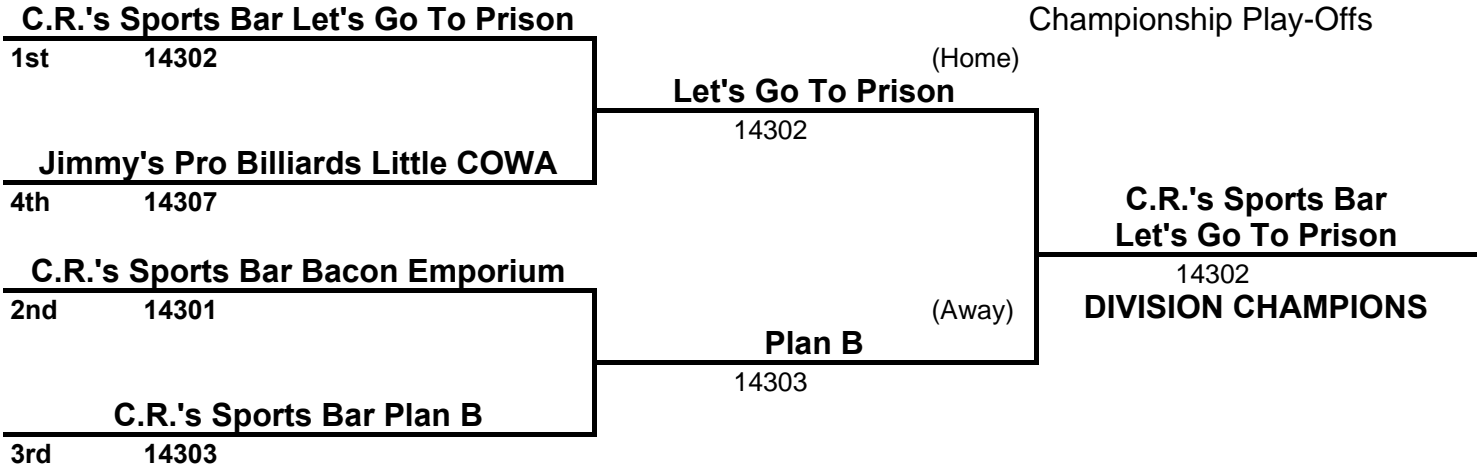 C.R.'s Sports Bar Let's Go To Prison
Championship Play-Offs
1st 14302
(Home)
Let's Go To Prison
14302
Jimmy's Pro Billiards Little COWA
4th 14307
C.R.'s Sports Bar
Let's Go To Prison
14302
DIVISION CHAMPIONS
C.R.'s Sports Bar Bacon Emporium
2nd 14301
(Away)
Plan B
14303
C.R.'s Sports Bar Plan B
3rd 14303